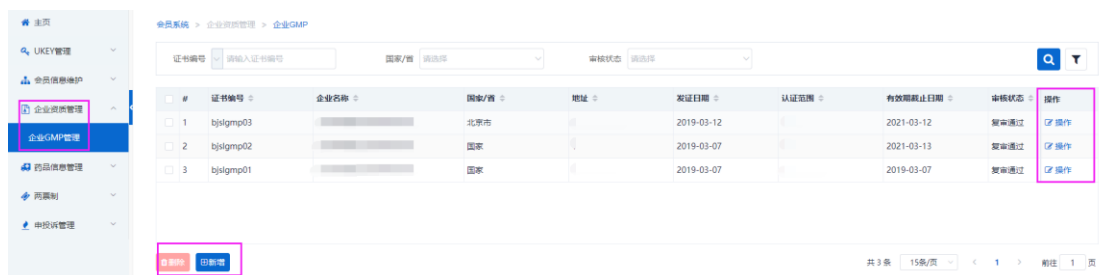 主页
UKEY管理
会员信息维护
企业资质管理
企业GMP管理
药品信息管理
两票制
申投诉管理
会员系统 > 企业资质管理 > 企业GMP
证书编号 请输入证书编号 国家/省 请选择 审核状态 请选择
# 证书编号 企业名称 国家/省 地址 发证日期 认证范围 有效期截止日期 审核状态 操作
1 bjslgmp03 北京市 2019-03-12 2021-03-12 复审通过 操作
2 bjslgmp02 国家 2019-03-07 2021-03-13 复审通过 操作
3 bjslgmp01 国家 2019-03-07 2019-03-07 复审通过 操作
删除 新增
共 3 条 15条/页 < 1 > 前往 1 页